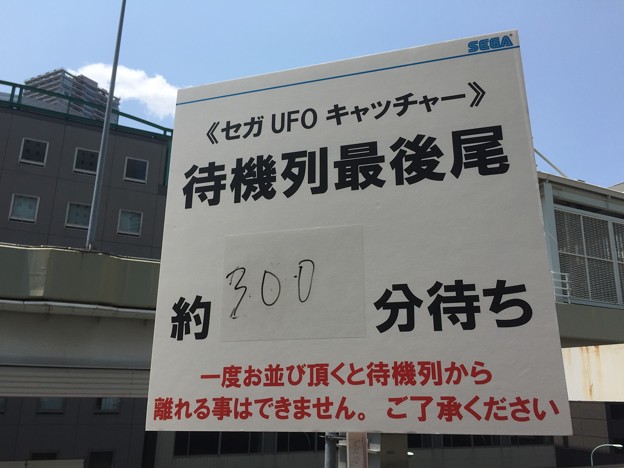 SEGA
《セガ UFO キャッチャー》
待機列最後尾
約 300 分待ち
一度お並び頂くと待機列から
離れる事はできません。ご了承ください